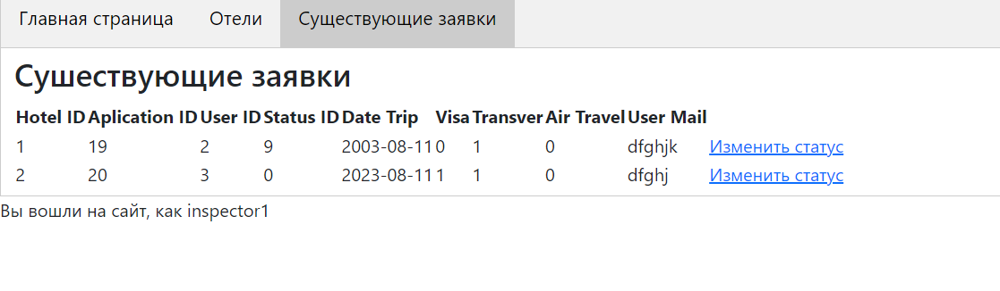 Главная страница Отели Существующие заявки
Сушествующие заявки
Hotel ID Aplication ID User ID Status ID Date Trip Visa Transver Air Travel User Mail
1 19 2 9 2003-08-11 0 1 0 dfghjk Изменить статус
2 20 3 0 2023-08-11 1 1 0 dfghj Изменить статус
Вы вошли на сайт, как inspector1